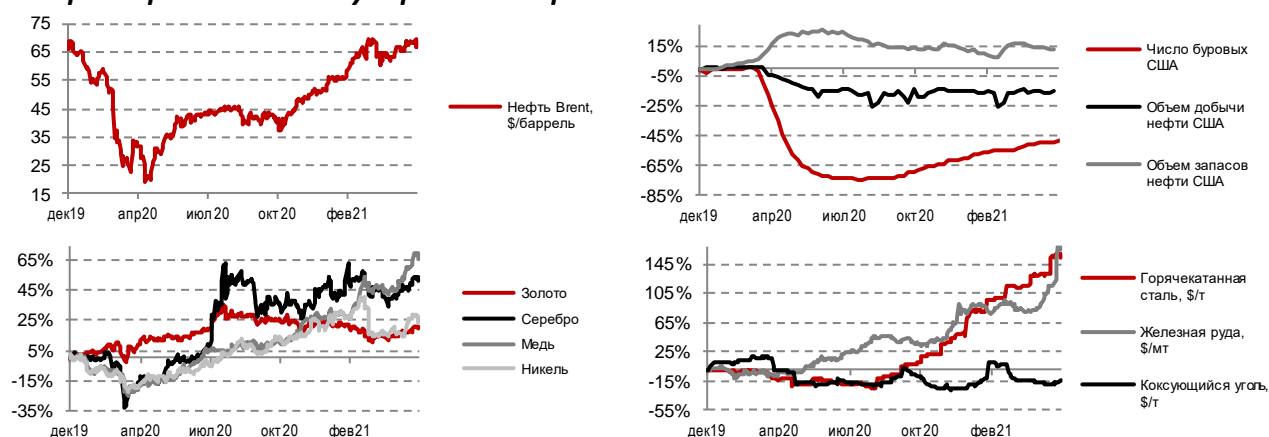 75
65
55
45
35
25
15
дек19 апр20 июл20 окт20 фев21
Нефть Brent,
$/баррель
15%
-5%
-25%
-45%
-65%
-85%
дек19 апр20 июл20 окт20 фев21
Число буровых
США
Объем добычи
нефти США
Объем запасов
нефти США
65%
45%
25%
5%
-15%
-35%
дек19 апр20 июл20 окт20 фев21
Золото
Серебро
Медь
Никель
145%
105%
65%
25%
-15%
-55%
дек19 апр20 июл20 окт20 фев21
Горячекатанная
сталь, $/т
Железная руда,
$/мт
Коксующийся уголь,
$/т